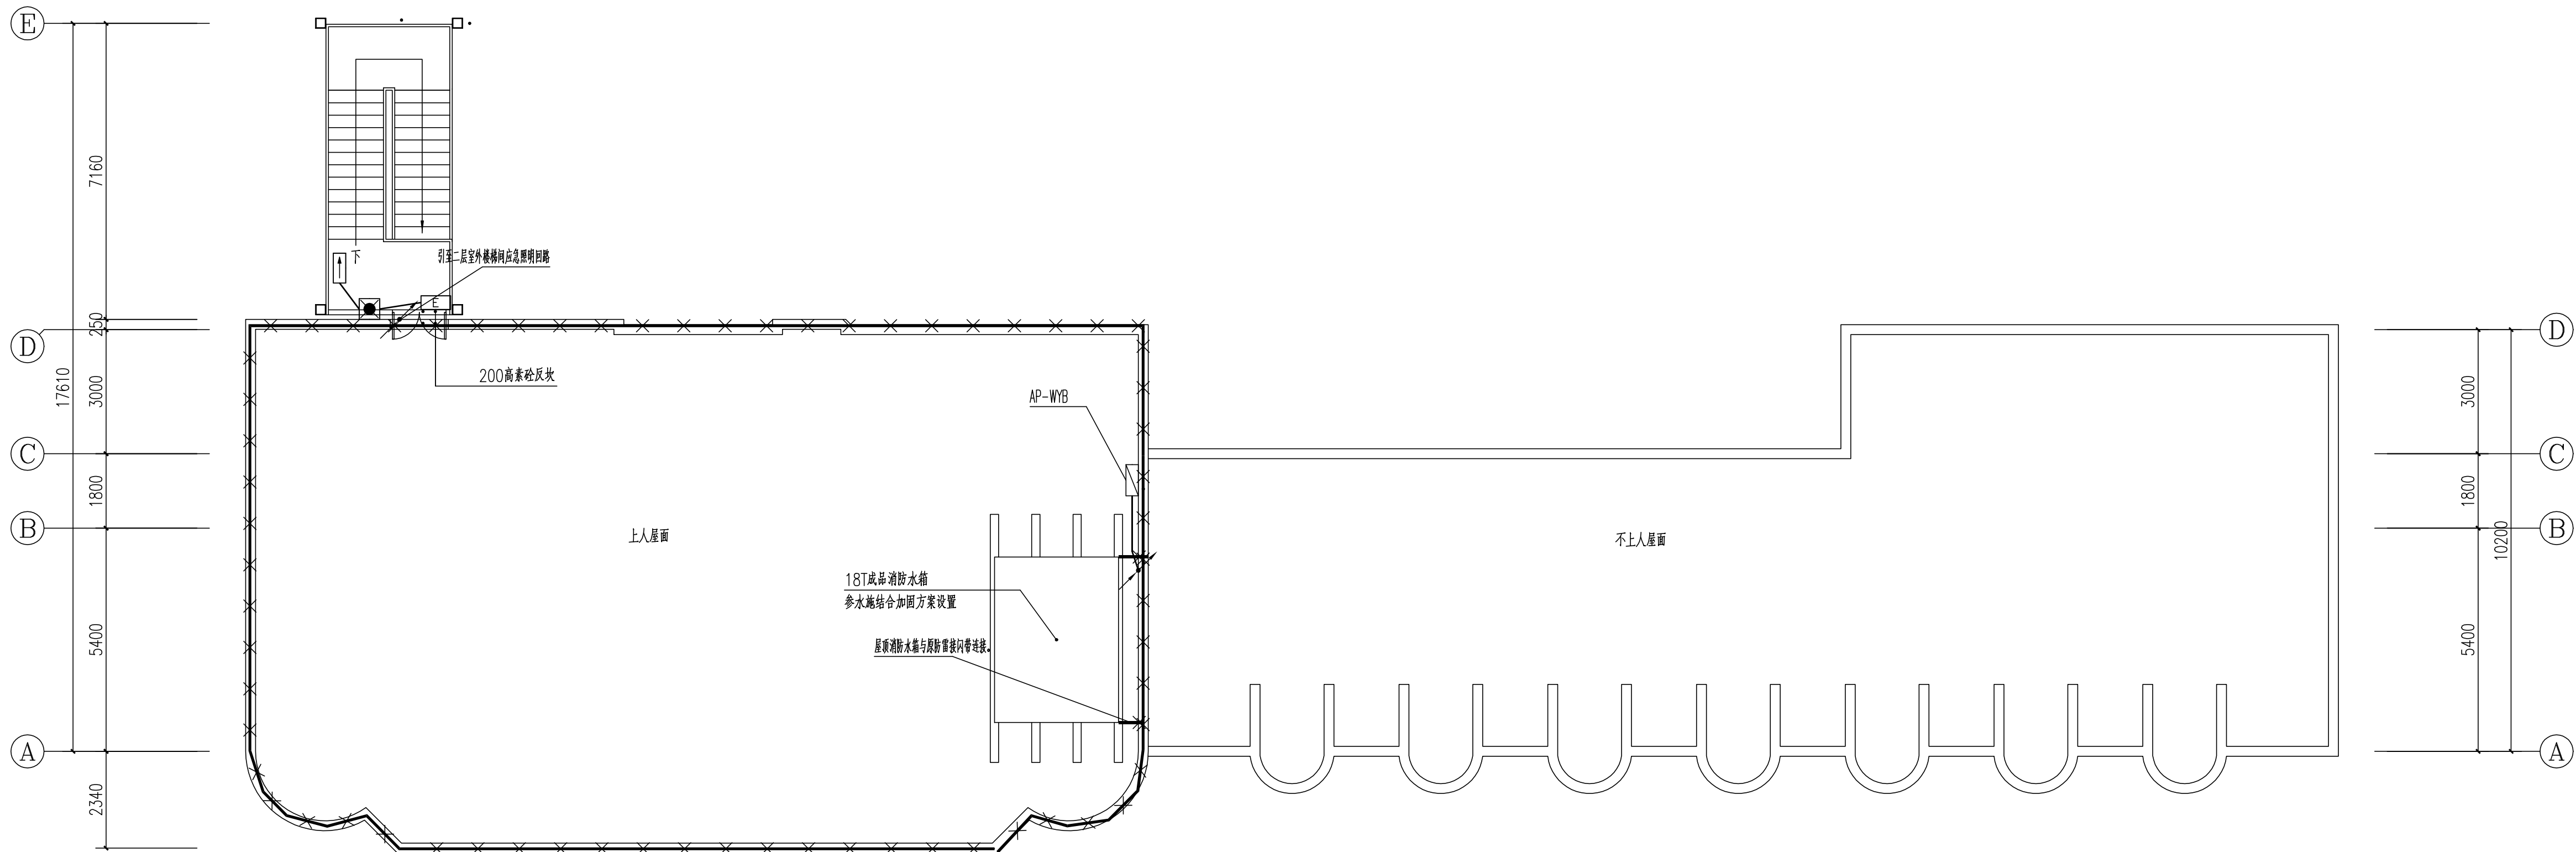 E
7160
下
引至二层室外楼梯间应急照明回路
E
250
D
D
200高素砼反坎
17610
3000
3000
AP-WYB
C
C
1800
1800
B
上人屋面
不上人屋面
10200
B
18T成品消防水箱
参水施结合加固方案设置
5400
5400
屋顶消防水箱与原防雷接闪带连接。
A
A
2340